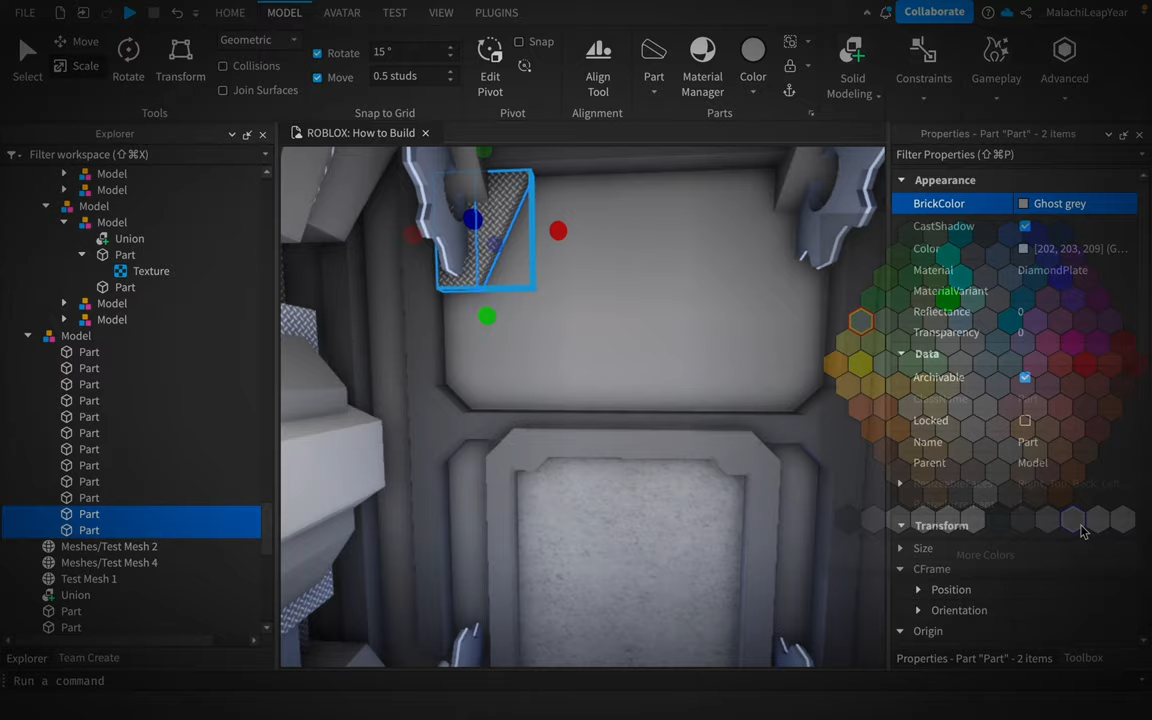 FILE HOME MODEL AVATAR TEST VIEW PLUGINS Collaborate MalachiLeapYear
Select
Move
Scale
Rotate
Transform
Geometric
Collisions
Join Surfaces
Tools
Rotate 15 °
Move 0.5 studs
Snap to Grid
Edit
Pivot
Snap
Pivot
Align
Tool
Alignment
Part
Material
Manager
Color
Parts
Solid
Modeling
Constraints
Gameplay
Advanced
Explorer
Filter workspace (⇧⌘X)
Model
Model
Model
Model
Union
Part
Texture
Part
Model
Model
Model
Part
Part
Part
Part
Part
Part
Part
Part
Part
Part
Part
Part
Meshes/Test Mesh 2
Meshes/Test Mesh 4
Test Mesh 1
Union
Part
Part
Explorer Team Create
Run a command
ROBLOX: How to Build
Properties - Part "Part" - 2 items
Filter Properties (⇧⌘P)
Appearance
BrickColor Ghost grey
CastShadow
Color [202, 203, 209] (G...
Material DiamondPlate
MaterialVariant
Reflectance 0
Transparency 0
Data
Archivable
Locked
Name Part
Parent Model
Transform
More Colors
Size
CFrame
Position
Orientation
Origin
Properties - Part "Part" - 2 items Toolbox